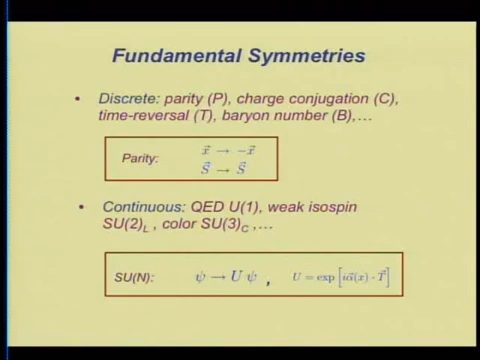 Fundamental Symmetries
• Discrete: parity (P), charge conjugation (C),
time-reversal (T), baryon number (B),…
Parity: x⃗ → −x⃗
S⃗ → S⃗
• Continuous: QED U(1), weak isospin
SU(2)_L , color SU(3)_C ,…
SU(N): ψ → U ψ , U = exp [iα⃗(x) · T⃗]